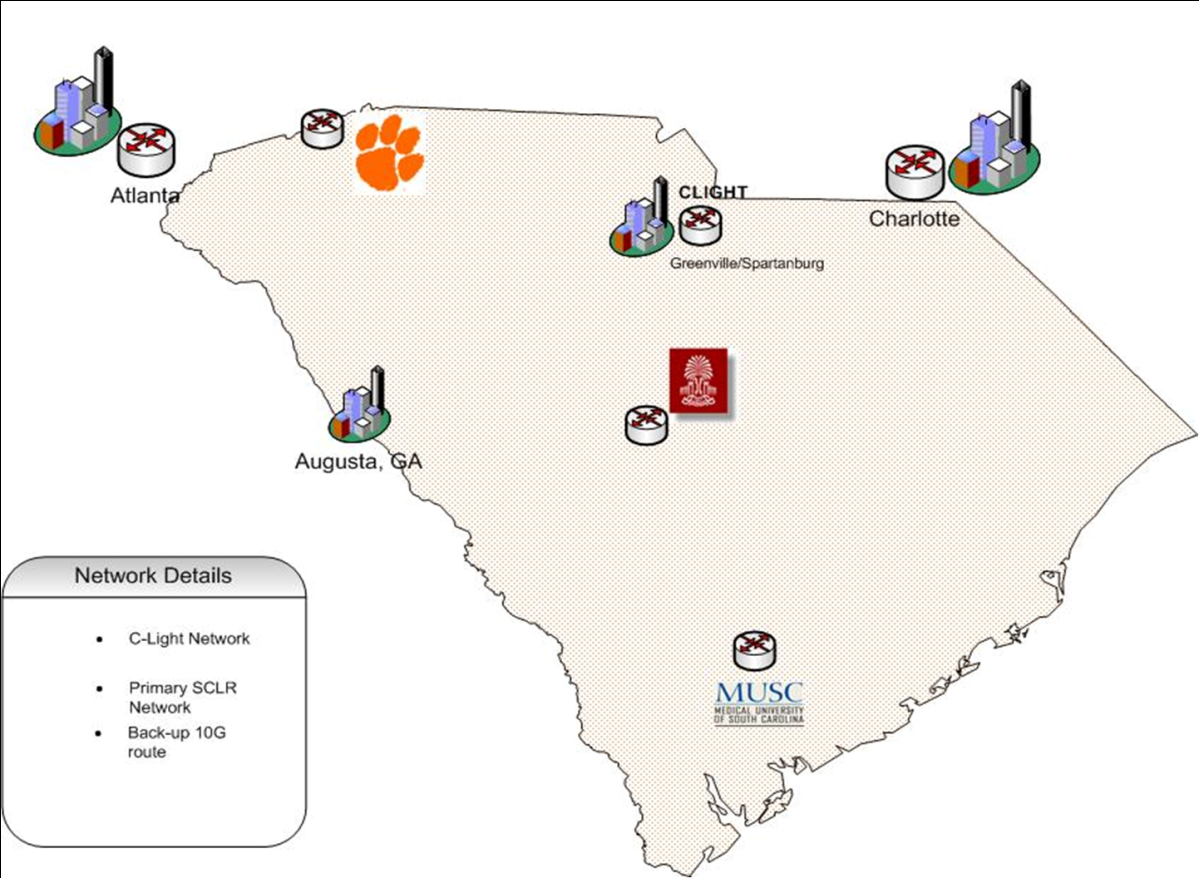 Atlanta
CLIGHT
Charlotte
Greenville/Spartanburg
Augusta, GA
Network Details
• C-Light Network
• Primary SCLR
Network
• Back-up 10G
route
MUSC
MEDICAL UNIVERSITY
OF SOUTH CAROLINA